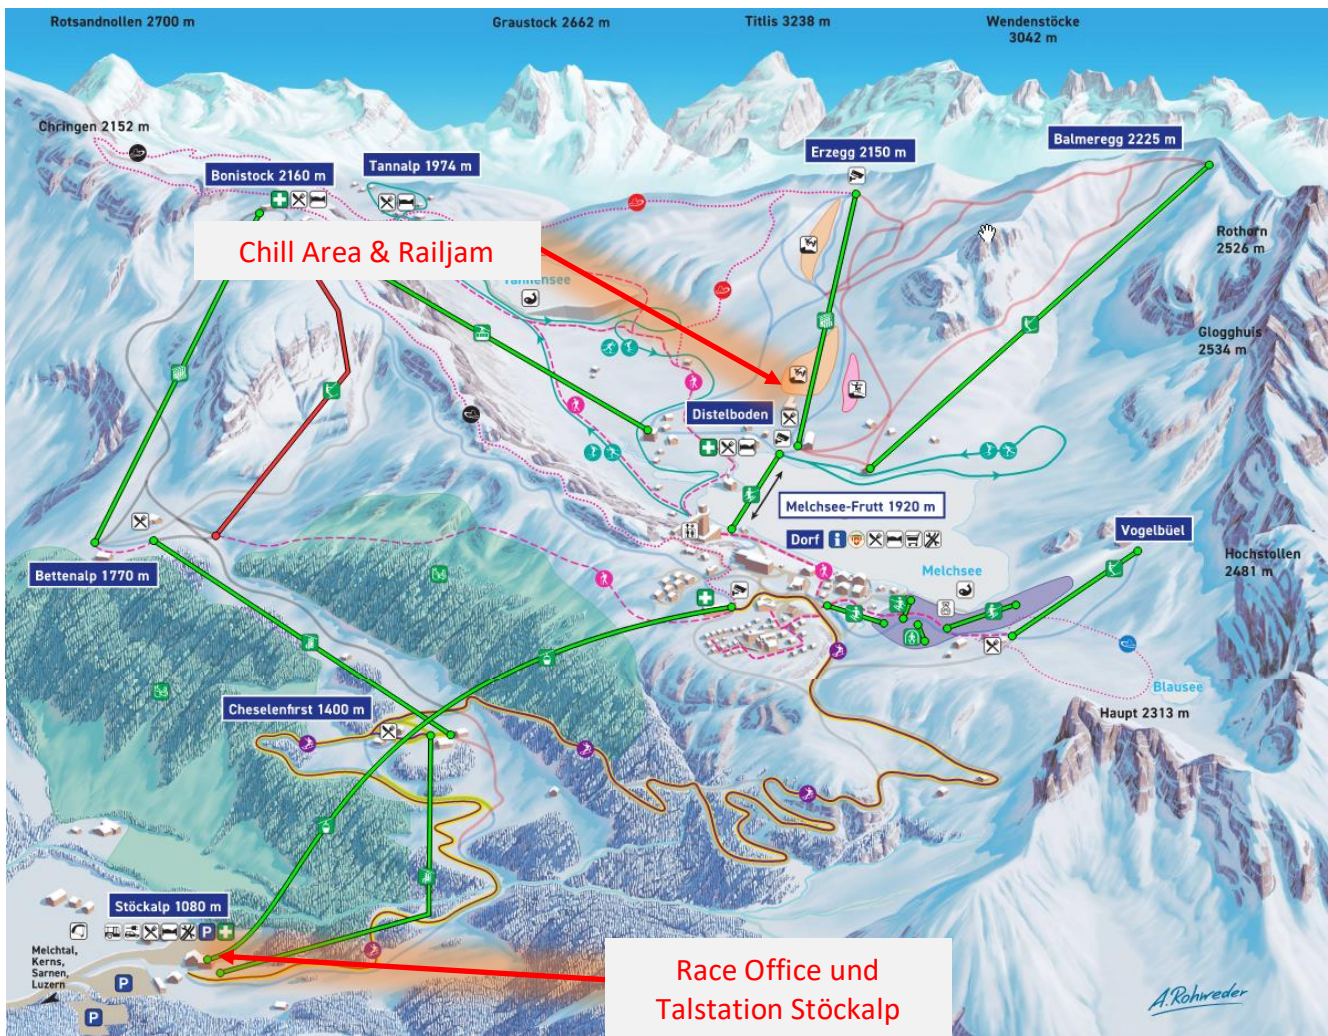 Rotsandnollen 2700 m
Graustock 2662 m
Titlis 3238 m
Wendenstöcke
3042 m
Chringen 2152 m
Bonistock 2160 m
Tannalp 1974 m
Erzegg 2150 m
Balmeregg 2225 m
Rothorn
2526 m
Chill Area & Railjam
Tannensee
Glogghüs
2534 m
Distelboden
Melchsee-Frutt 1920 m
Dorf
Vogelbüel
Melchsee
Hochstollen
2481 m
Bettenalp 1770 m
Blausee
Cheselenfirst 1400 m
Haupt 2313 m
Stöckalp 1080 m
P
Melchtal,
Kerns,
Sarnen,
Luzern
P
P
Race Office und
Talstation Stöckalp
A. Rohweder